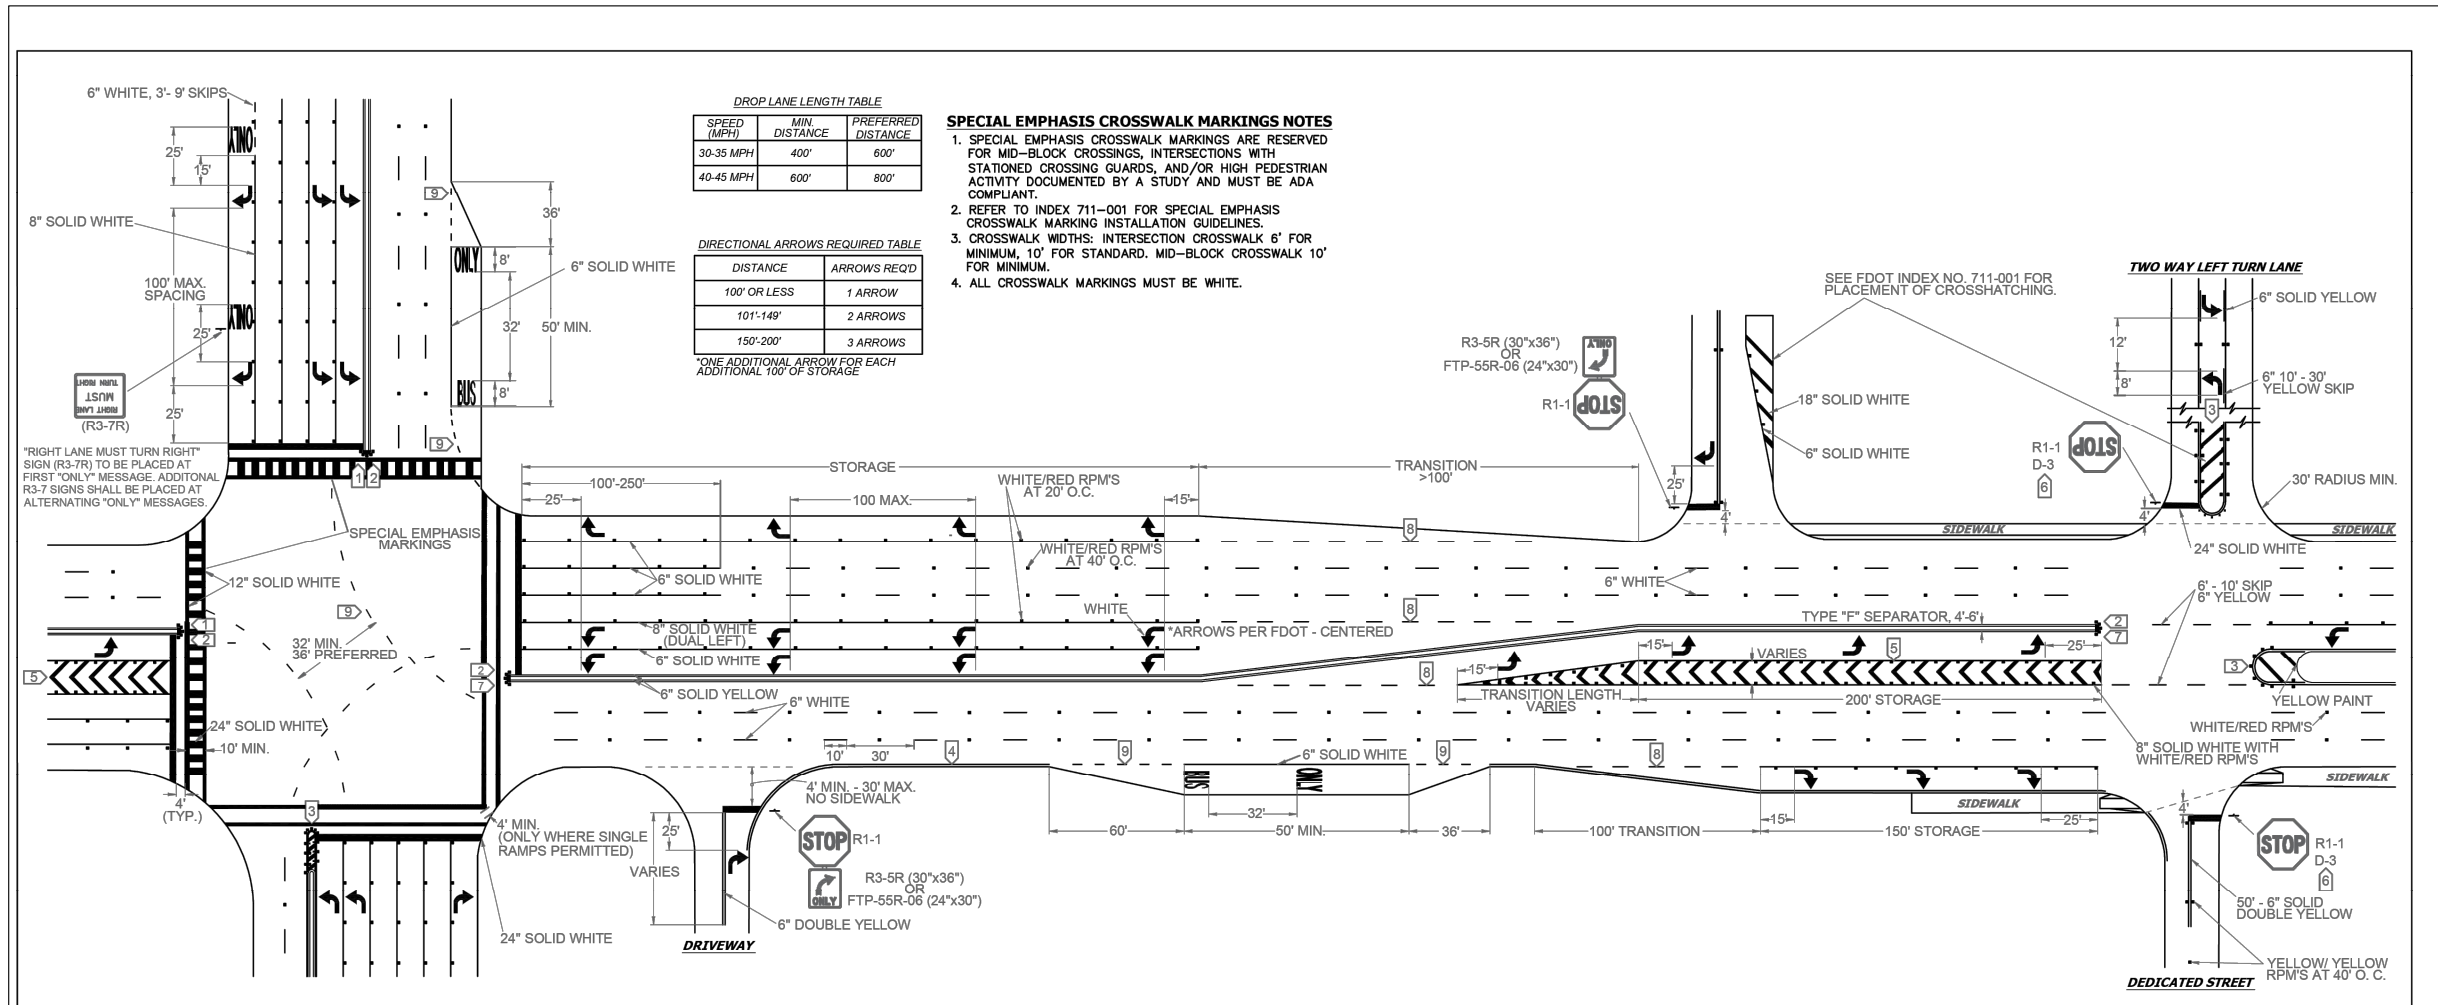 6" WHITE, 3'- 9' SKIPS
ONLY
25'
15'
8" SOLID WHITE
100' MAX.
SPACING
ONLY
25'
RIGHT LANE
MUST
TURN RIGHT
(R3-7R)
25'
"RIGHT LANE MUST TURN RIGHT"
SIGN (R3-7R) TO BE PLACED AT
FIRST "ONLY" MESSAGE. ADDITONAL
R3-7 SIGNS SHALL BE PLACED AT
ALTERNATING "ONLY" MESSAGES.
9
36'
ONLY
8'
6" SOLID WHITE
32'
50' MIN.
BUS
8'
9
1
2
DROP LANE LENGTH TABLE
SPEED (MPH) MIN. DISTANCE PREFERRED DISTANCE
30-35 MPH 400' 600'
40-45 MPH 600' 800'
DIRECTIONAL ARROWS REQUIRED TABLE
DISTANCE ARROWS REQ'D
100' OR LESS 1 ARROW
101'-149' 2 ARROWS
150'-200' 3 ARROWS
*ONE ADDITIONAL ARROW FOR EACH
ADDITIONAL 100' OF STORAGE
SPECIAL EMPHASIS CROSSWALK MARKINGS NOTES
1. SPECIAL EMPHASIS CROSSWALK MARKINGS ARE RESERVED
FOR MID-BLOCK CROSSINGS, INTERSECTIONS WITH
STATIONED CROSSING GUARDS, AND/OR HIGH PEDESTRIAN
ACTIVITY DOCUMENTED BY A STUDY AND MUST BE ADA
COMPLIANT.
2. REFER TO INDEX 711-001 FOR SPECIAL EMPHASIS
CROSSWALK MARKING INSTALLATION GUIDELINES.
3. CROSSWALK WIDTHS: INTERSECTION CROSSWALK 6' FOR
MINIMUM, 10' FOR STANDARD. MID-BLOCK CROSSWALK 10'
FOR MINIMUM.
4. ALL CROSSWALK MARKINGS MUST BE WHITE.
SEE FDOT INDEX NO. 711-001 FOR
PLACEMENT OF CROSSHATCHING.
TWO WAY LEFT TURN LANE
6" SOLID YELLOW
12'
8'
6" 10' - 30'
YELLOW SKIP
3
R3-5R (30"x36")
OR
FTP-55R-06 (24"x30")
ONLY
R1-1
STOP
25'
4'
18" SOLID WHITE
6" SOLID WHITE
R1-1
D-3
6
STOP
4'
30' RADIUS MIN.
24" SOLID WHITE
SIDEWALK
SIDEWALK
STORAGE
TRANSITION
>100'
100'-250'
25'
100 MAX.
15'
WHITE/RED RPM'S
AT 20' O.C.
WHITE/RED RPM'S
AT 40' O.C.
6" SOLID WHITE
8
8
6" WHITE
WHITE
8" SOLID WHITE
(DUAL LEFT)
*ARROWS PER FDOT - CENTERED
6" SOLID WHITE
6" SOLID YELLOW
6" WHITE
2
7
SPECIAL EMPHASIS
MARKINGS
12" SOLID WHITE
9
1
2
32' MIN.
36' PREFERRED
5
24" SOLID WHITE
10' MIN.
4'
(TYP.)
3
4' MIN.
(ONLY WHERE SINGLE
RAMPS PERMITTED)
24" SOLID WHITE
6' - 10' SKIP
6" YELLOW
TYPE "F" SEPARATOR, 4'-6'
2
7
15'
VARIES
5
25'
8
15'
TRANSITION LENGTH
VARIES
200' STORAGE
3
YELLOW PAINT
WHITE/RED RPM'S
8" SOLID WHITE WITH
WHITE/RED RPM'S
10'
30'
4
9
6" SOLID WHITE
9
8
BUS
ONLY
32'
60'
50' MIN.
36'
100' TRANSITION
15'
150' STORAGE
25'
SIDEWALK
SIDEWALK
4' MIN. - 30' MAX.
NO SIDEWALK
25'
VARIES
STOP
R1-1
ONLY
R3-5R (30"x36")
OR
FTP-55R-06 (24"x30")
6" DOUBLE YELLOW
DRIVEWAY
4'
STOP
R1-1
D-3
6
50' - 6" SOLID
DOUBLE YELLOW
YELLOW/ YELLOW
RPM'S AT 40' O. C.
DEDICATED STREET